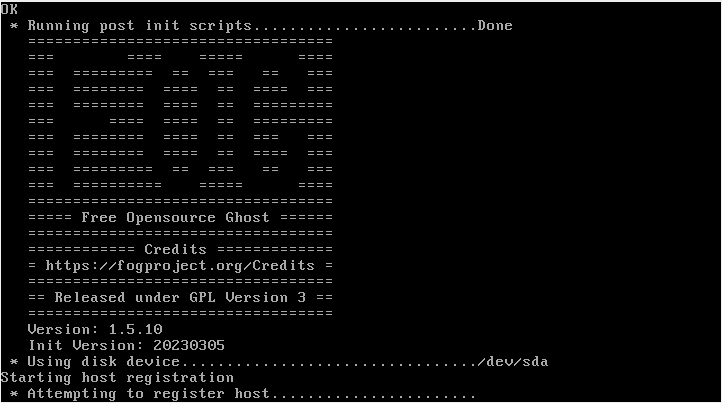 OK
 * Running post init scripts.........................Done
   ==================================
   ===        ====    =====      ====
   ===  =========  ==  ===   ==   ===
   ===  ========  ====  ==  ====  ===
   ===  ========  ====  ==  =========
   ===      ====  ====  ==  =========
   ===  ========  ====  ==  ===   ===
   ===  ========  ====  ==  ====  ===
   ===  =========  ==  ===   ==   ===
   ===  ==========    =====      ====
   ==================================
   ===== Free Opensource Ghost ======
   ==================================
   ============ Credits =============
   = https://fogproject.org/Credits =
   ==================================
   == Released under GPL Version 3 ==
   ==================================
   Version: 1.5.10
   Init Version: 20230305
 * Using disk device.................................../dev/sda
Starting host registration
 * Attempting to register host.......................